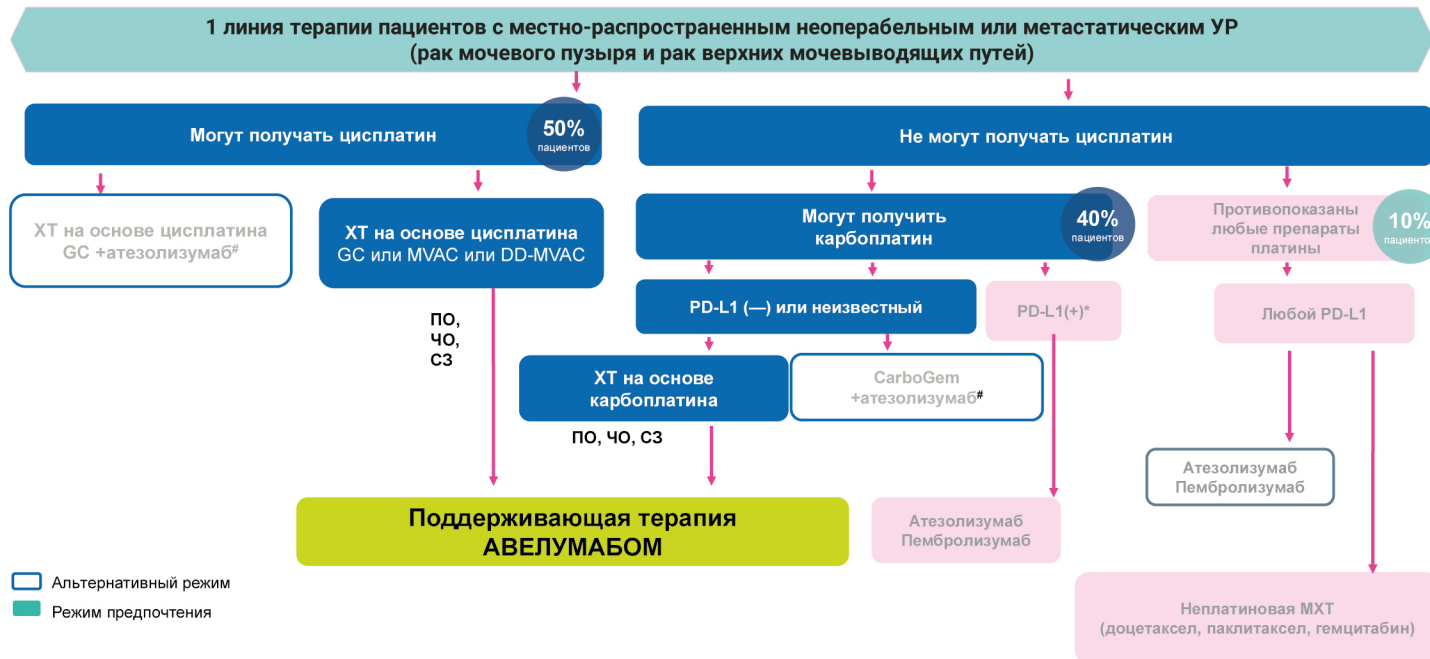 1 линия терапии пациентов с местно-распространенным неоперабельным или метастатическим УР
(рак мочевого пузыря и рак верхних мочевыводящих путей)
Могут получать цисплатин
50%
пациентов
Не могут получать цисплатин
ХТ на основе цисплатина
GC +атезолизумаб#
ХТ на основе цисплатина
GC или MVAC или DD-MVAC
Могут получить
карбоплатин
40%
пациентов
Противопоказаны
любые препараты
платины
10%
пациентов
PD-L1 (—) или неизвестный
PD-L1(+)*
Любой PD-L1
ПО,
ЧО,
СЗ
ХТ на основе
карбоплатина
CarboGem
+атезолизумаб#
ПО, ЧО, СЗ
Атезолизумаб
Пембролизумаб
Поддерживающая терапия
АВЕЛУМАБОМ
Атезолизумаб
Пембролизумаб
Альтернативный режим
Режим предпочтения
Неплатиновая МХТ
(доцетаксел, паклитаксел, гемцитабин)